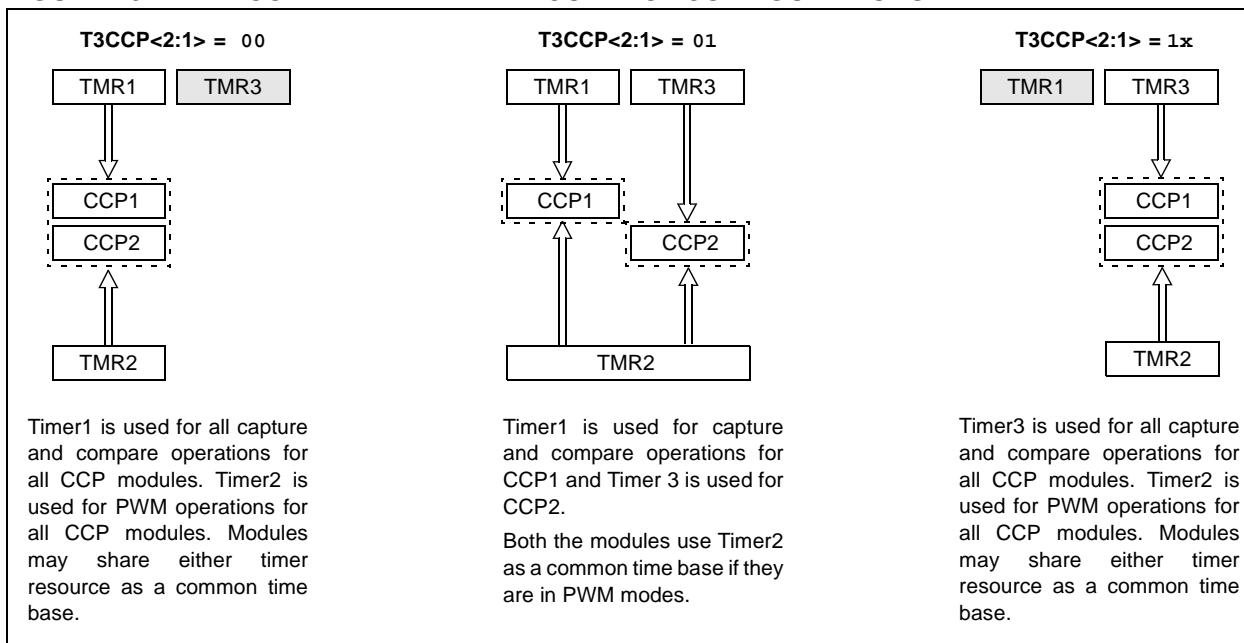 T3CCP<2:1> = 00
TMR1
TMR3
CCP1
CCP2
TMR2
Timer1 is used for all capture
and compare operations for
all CCP modules. Timer2 is
used for PWM operations for
all CCP modules. Modules
may share either timer
resource as a common time
base.
T3CCP<2:1> = 01
TMR1
TMR3
CCP1
CCP2
TMR2
Timer1 is used for capture
and compare operations for
CCP1 and Timer 3 is used for
CCP2.
Both the modules use Timer2
as a common time base if they
are in PWM modes.
T3CCP<2:1> = 1x
TMR1
TMR3
CCP1
CCP2
TMR2
Timer3 is used for all capture
and compare operations for
all CCP modules. Timer2 is
used for PWM operations for
all CCP modules. Modules
may share either timer
resource as a common time
base.